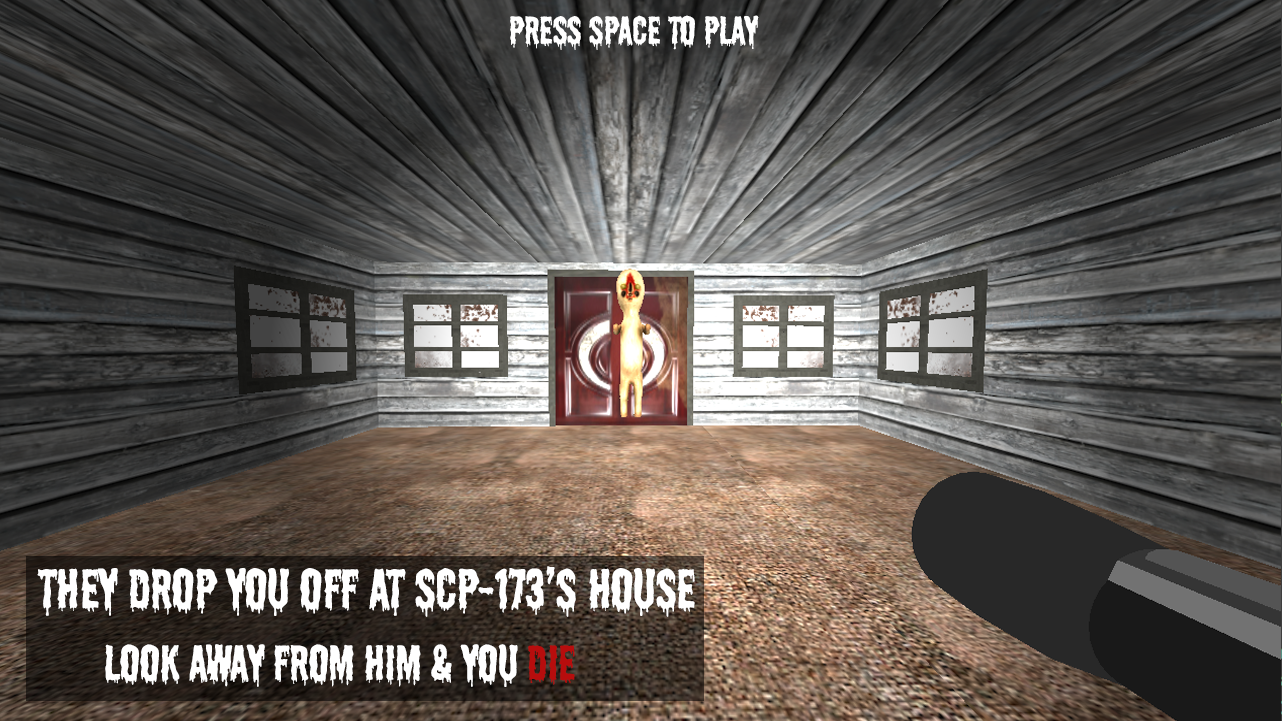 PRESS SPACE TO PLAY
THEY DROP YOU OFF AT SCP-173'S HOUSE
LOOK AWAY FROM HIM & YOU DIE